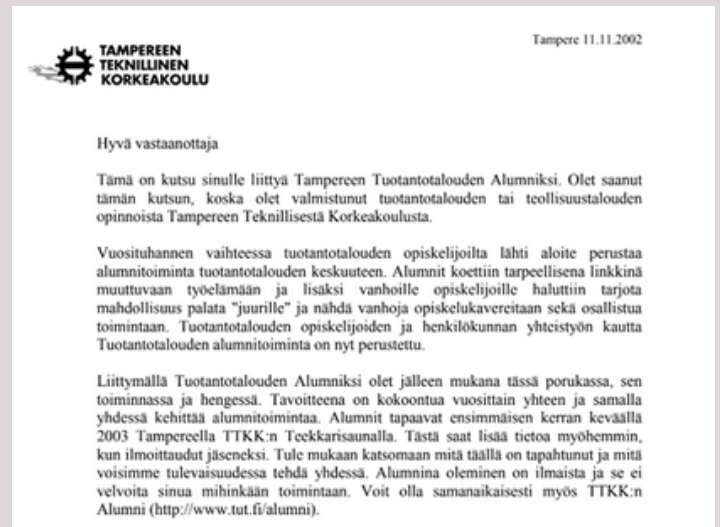 Tampere 11.11.2002
TAMPEREEN
TEKNILLINEN
KORKEAKOULU
Hyvä vastaanottaja
Tämä on kutsu sinulle liittyä Tampereen Tuotantotalouden Alumniksi. Olet saanut
tämän kutsun, koska olet valmistunut tuotantotalouden tai teollisuustalouden
opinnoista Tampereen Teknillisestä Korkeakoulusta.
Vuosituhannen vaihteessa tuotantotalouden opiskelijoilta lähti aloite perustaa
alumnitoiminta tuotantotalouden keskuuteen. Alumnit koettiin tarpeellisena linkkinä
muuttuvaan työelämään ja lisäksi vanhoille opiskelijoille haluttiin tarjota
mahdollisuus palata "juurille" ja nähdä vanhoja opiskelukavereitaan sekä osallistua
toimintaan. Tuotantotalouden opiskelijoiden ja henkilökunnan yhteistyön kautta
Tuotantotalouden alumnitoiminta on nyt perustettu.
Liittymällä Tuotantotalouden Alumniksi olet jälleen mukana tässä porukassa, sen
toiminnassa ja hengessä. Tavoitteena on kokoontua vuosittain yhteen ja samalla
yhdessä kehittää alumnitoimintaa. Alumnit tapaavat ensimmäisen kerran keväällä
2003 Tampereella TTKK:n Teekkarisaunalla. Tästä saat lisää tietoa myöhemmin,
kun ilmoittaudut jäseneksi. Tule mukaan katsomaan mitä täällä on tapahtunut ja mitä
voisimme tulevaisuudessa tehdä yhdessä. Alumnina oleminen on ilmaista ja se ei
velvoita sinua mihinkään toimintaan. Voit olla samanaikaisesti myös TTKK:n
Alumni (http://www.tut.fi/alumni).